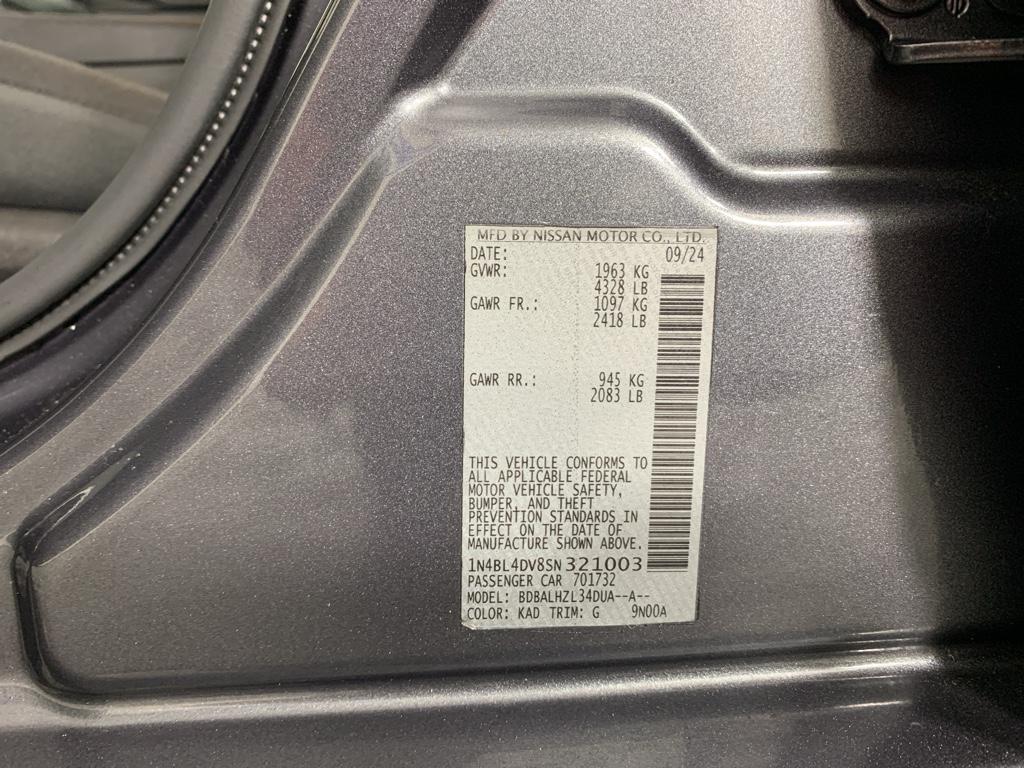 MFD BY NISSAN MOTOR CO., LTD.
DATE: 09/24
GVWR: 1963 KG
4328 LB
GAWR FR.: 1097 KG
2418 LB
GAWR RR.: 945 KG
2083 LB
THIS VEHICLE CONFORMS TO
ALL APPLICABLE FEDERAL
MOTOR VEHICLE SAFETY,
BUMPER, AND THEFT
PREVENTION STANDARDS IN
EFFECT ON THE DATE OF
MANUFACTURE SHOWN ABOVE.
1N4BL4DV8SN 321003
PASSENGER CAR 701732
MODEL: BDBALHZL34DUA--A--
COLOR: KAD TRIM: G 9N00A